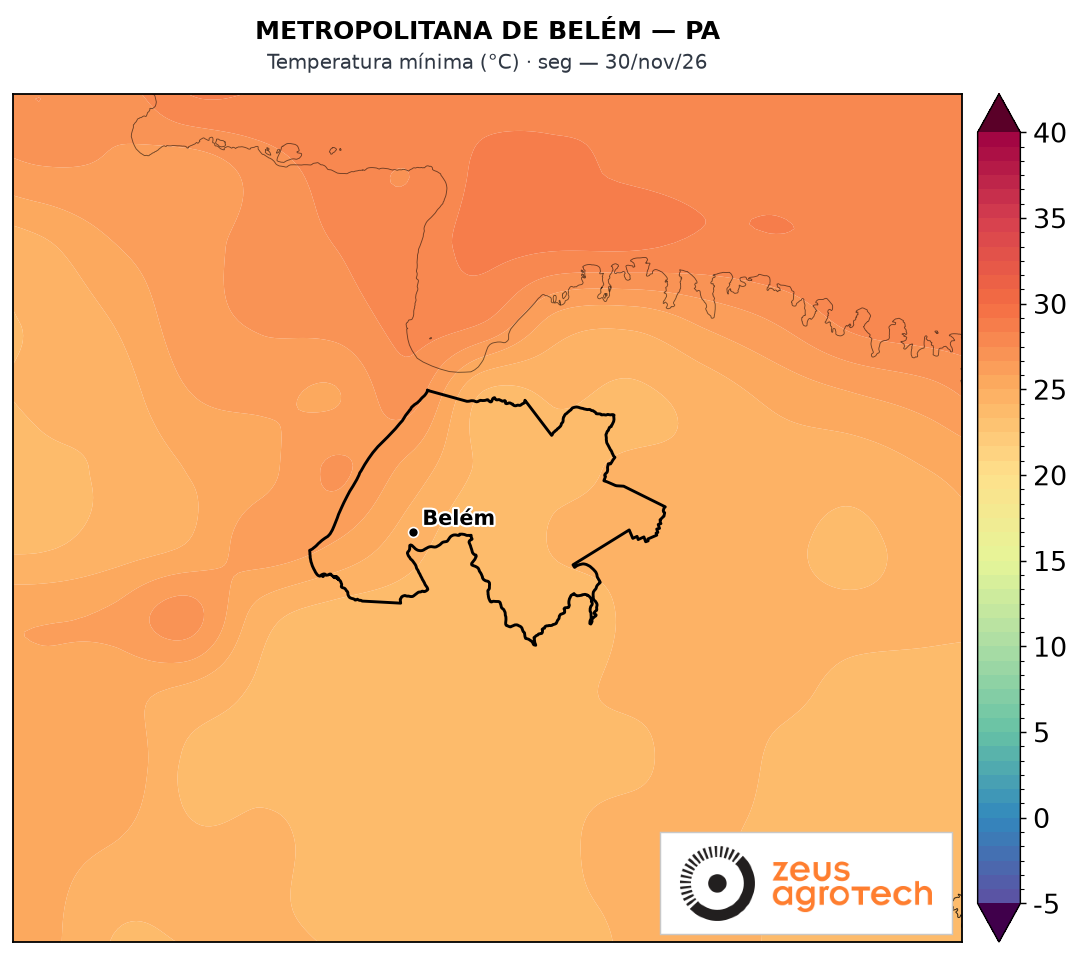 METROPOLITANA DE BELÉM — PA
Temperatura mínima (°C) · seg — 30/nov/26
40
35
30
25
20
15
10
5
0
-5
Belém
zeus
agrotech